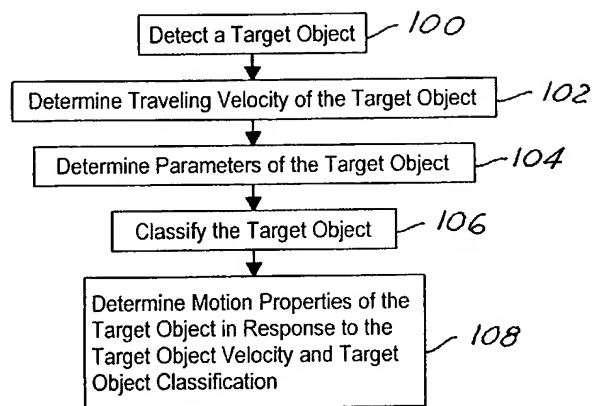 Detect a Target Object 100
Determine Traveling Velocity of the Target Object 102
Determine Parameters of the Target Object 104
Classify the Target Object 106
Determine Motion Properties of the
Target Object in Response to the
Target Object Velocity and Target
Object Classification
108